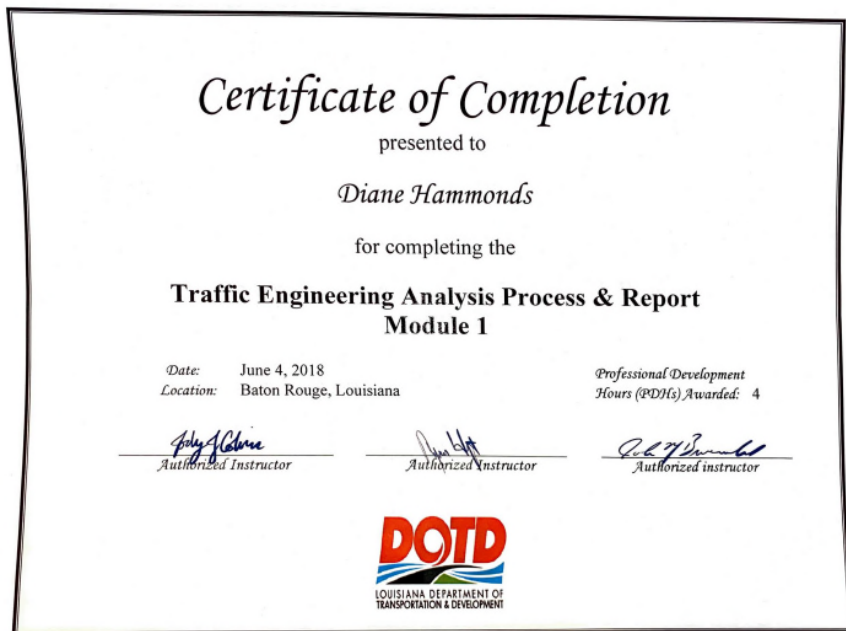 Certificate of Completion
presented to
Diane Hammonds
for completing the
Traffic Engineering Analysis Process & Report
Module 1
Date: June 4, 2018
Location: Baton Rouge, Louisiana
Professional Development
Hours (PDHs) Awarded: 4
Authorized Instructor
Authorized Instructor
Authorized instructor
DOTD
LOUISIANA DEPARTMENT OF
TRANSPORTATION & DEVELOPMENT